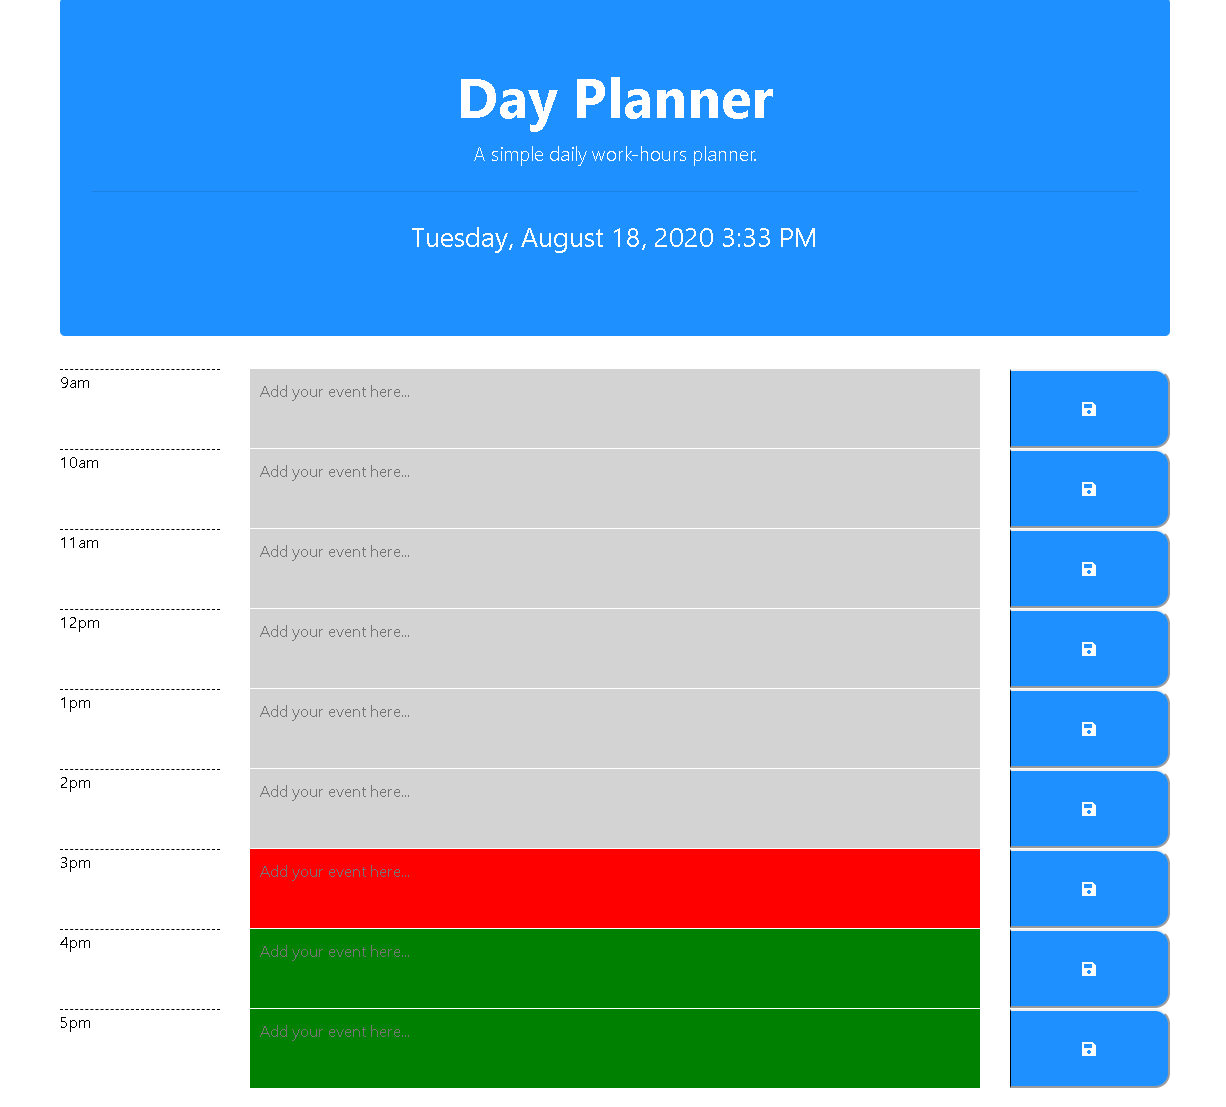 Day Planner
A simple daily work-hours planner.
Tuesday, August 18, 2020 3:33 PM
9am Add your event here...
10am Add your event here...
11am Add your event here...
12pm Add your event here...
1pm Add your event here...
2pm Add your event here...
3pm Add your event here...
4pm Add your event here...
5pm Add your event here...